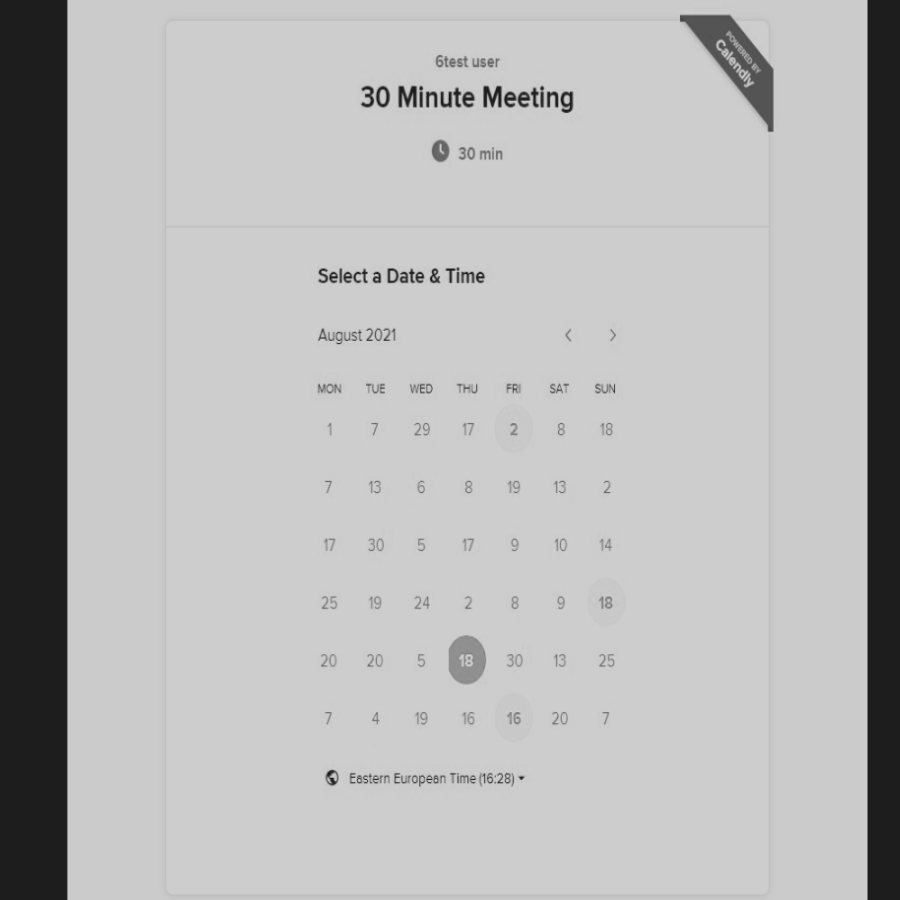 POWERED BY
Calendly
6test user
30 Minute Meeting
30 min
Select a Date & Time
August 2021
MON TUE WED THU FRI SAT SUN
1 7 29 17 2 8 18
7 13 6 8 19 13 2
17 30 5 17 9 10 14
25 19 24 2 8 9 18
20 20 5 18 30 13 25
7 4 19 16 16 20 7
Eastern European Time (16:28)